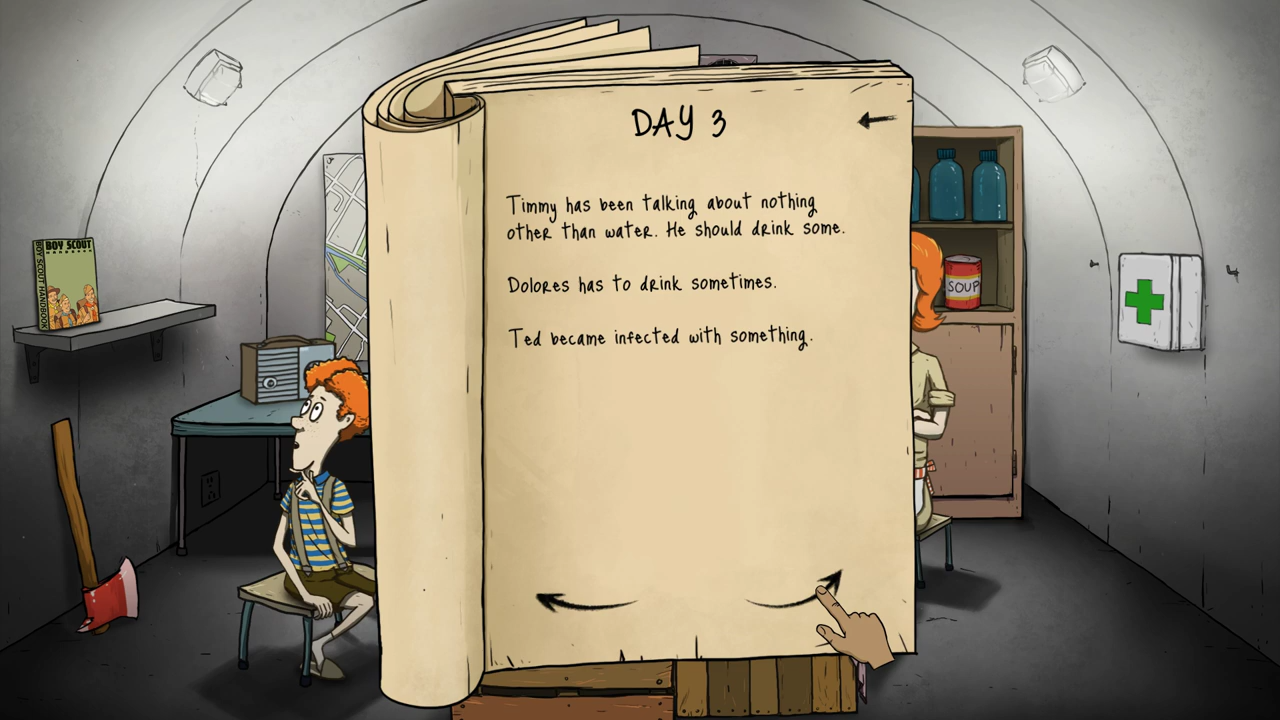 DAY 3
Timmy has been talking about nothing
other than water. He should drink some.
Dolores has to drink sometimes.
Ted became infected with something.
BOY SCOUT
HANDBOOK
BOY SCOUT HANDBOOK
SOUP